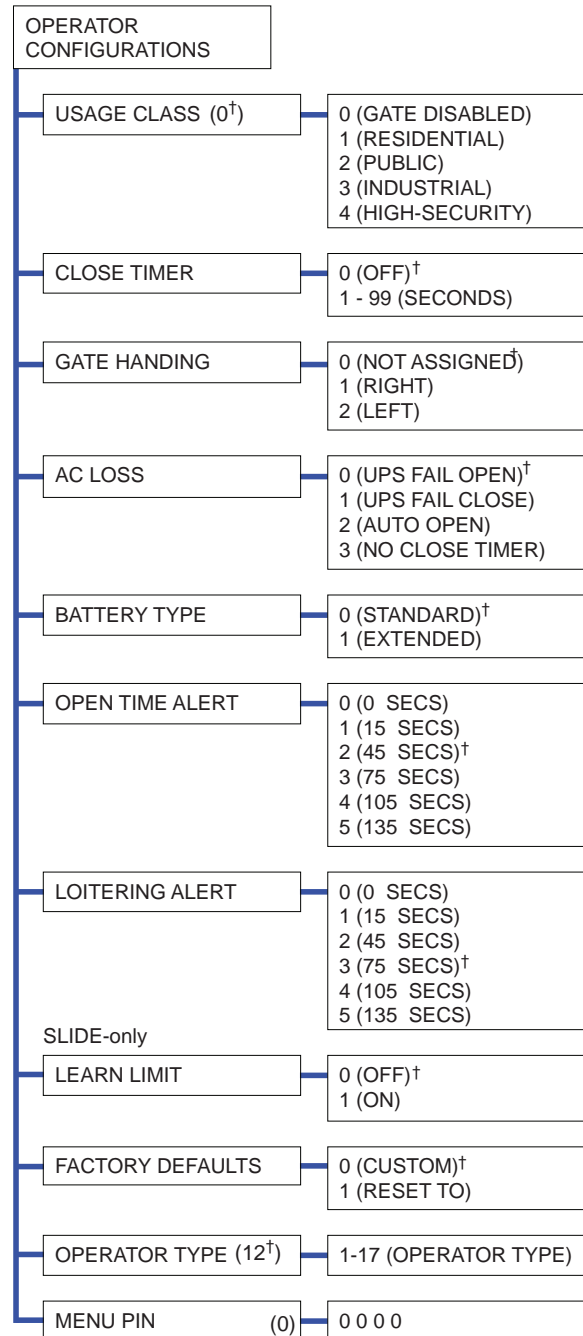 OPERATOR
CONFIGURATIONS
USAGE CLASS (0†)
0 (GATE DISABLED)
1 (RESIDENTIAL)
2 (PUBLIC)
3 (INDUSTRIAL)
4 (HIGH-SECURITY)
CLOSE TIMER
0 (OFF)†
1 - 99 (SECONDS)
GATE HANDING
0 (NOT ASSIGNED)†
1 (RIGHT)
2 (LEFT)
AC LOSS
0 (UPS FAIL OPEN)†
1 (UPS FAIL CLOSE)
2 (AUTO OPEN)
3 (NO CLOSE TIMER)
BATTERY TYPE
0 (STANDARD)†
1 (EXTENDED)
OPEN TIME ALERT
0 (0 SECS)
1 (15 SECS)
2 (45 SECS)†
3 (75 SECS)
4 (105 SECS)
5 (135 SECS)
LOITERING ALERT
0 (0 SECS)
1 (15 SECS)
2 (45 SECS)
3 (75 SECS)†
4 (105 SECS)
5 (135 SECS)
SLIDE-only
LEARN LIMIT
0 (OFF)†
1 (ON)
FACTORY DEFAULTS
0 (CUSTOM)†
1 (RESET TO)
OPERATOR TYPE (12†)
1-17 (OPERATOR TYPE)
MENU PIN (0)
0 0 0 0